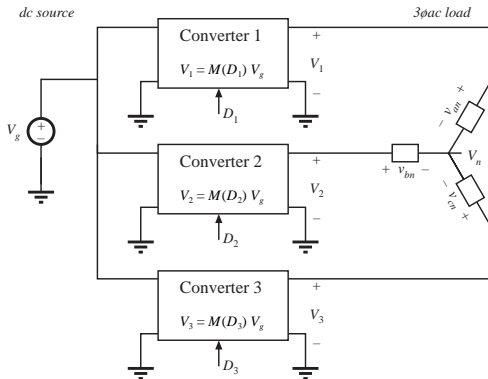 dc source
3øac load
Converter 1
V1 = M(D1) Vg
+
V1
−
D1
Vg
+
−
Converter 2
V2 = M(D2) Vg
+
V2
−
D2
+ vbn −
− van +
Vn
− vcn +
Converter 3
V3 = M(D3) Vg
+
V3
−
D3